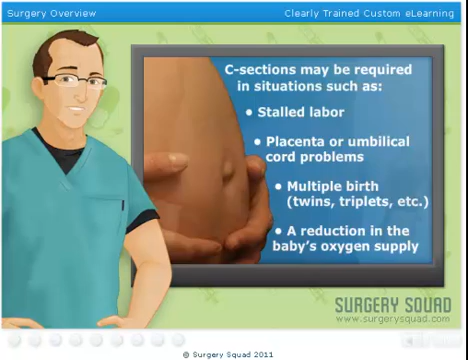 Surgery Overview
Clearly Trained Custom eLearning
C-sections may be required
in situations such as:
• Stalled labor
• Placenta or umbilical
cord problems
• Multiple birth
(twins, triplets, etc.)
• A reduction in the
baby's oxygen supply
SURGERY SQUAD
www.surgerysquad.com
© Surgery Squad 2011